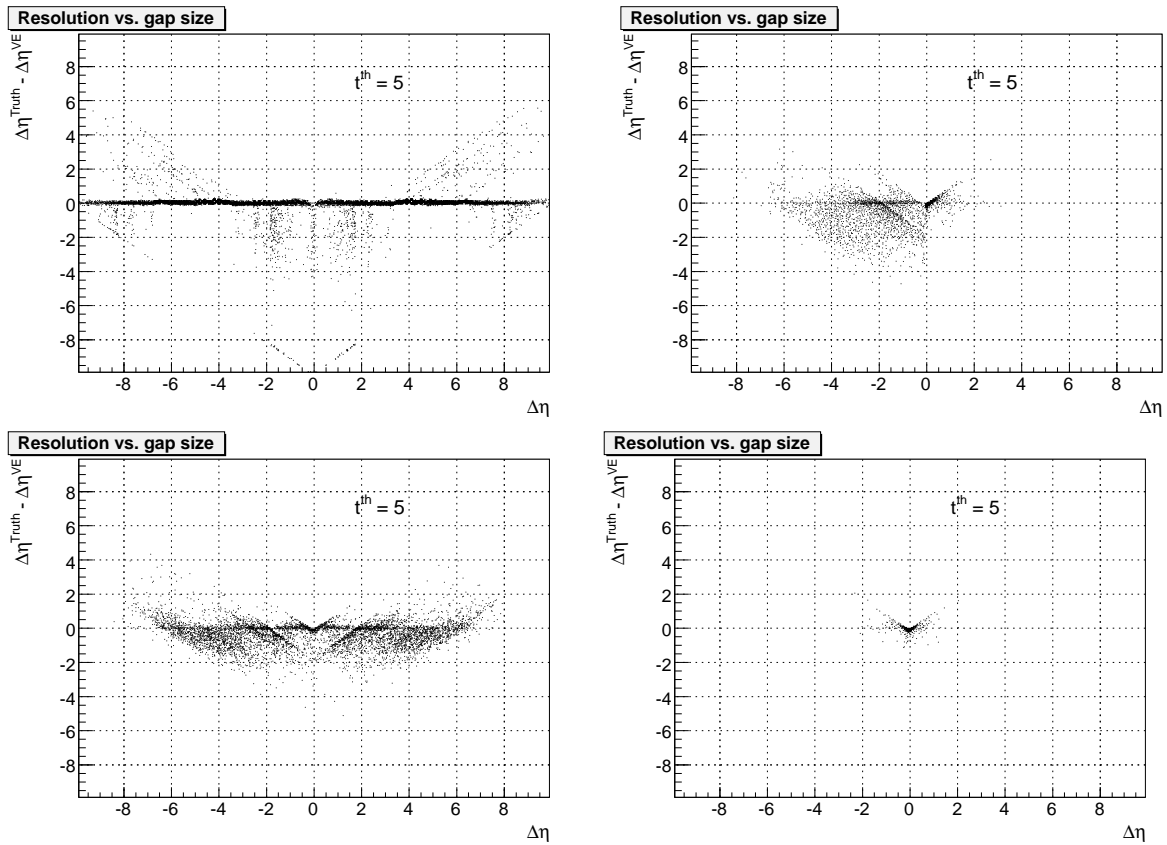 Resolution vs. gap size
Δη^Truth - Δη^VE
t^th = 5
8
6
4
2
0
-2
-4
-6
-8
-8 -6 -4 -2 0 2 4 6 8
Δη
Resolution vs. gap size
Δη^Truth - Δη^VE
t^th = 5
8
6
4
2
0
-2
-4
-6
-8
-8 -6 -4 -2 0 2 4 6 8
Δη
Resolution vs. gap size
Δη^Truth - Δη^VE
t^th = 5
8
6
4
2
0
-2
-4
-6
-8
-8 -6 -4 -2 0 2 4 6 8
Δη
Resolution vs. gap size
Δη^Truth - Δη^VE
t^th = 5
8
6
4
2
0
-2
-4
-6
-8
-8 -6 -4 -2 0 2 4 6 8
Δη